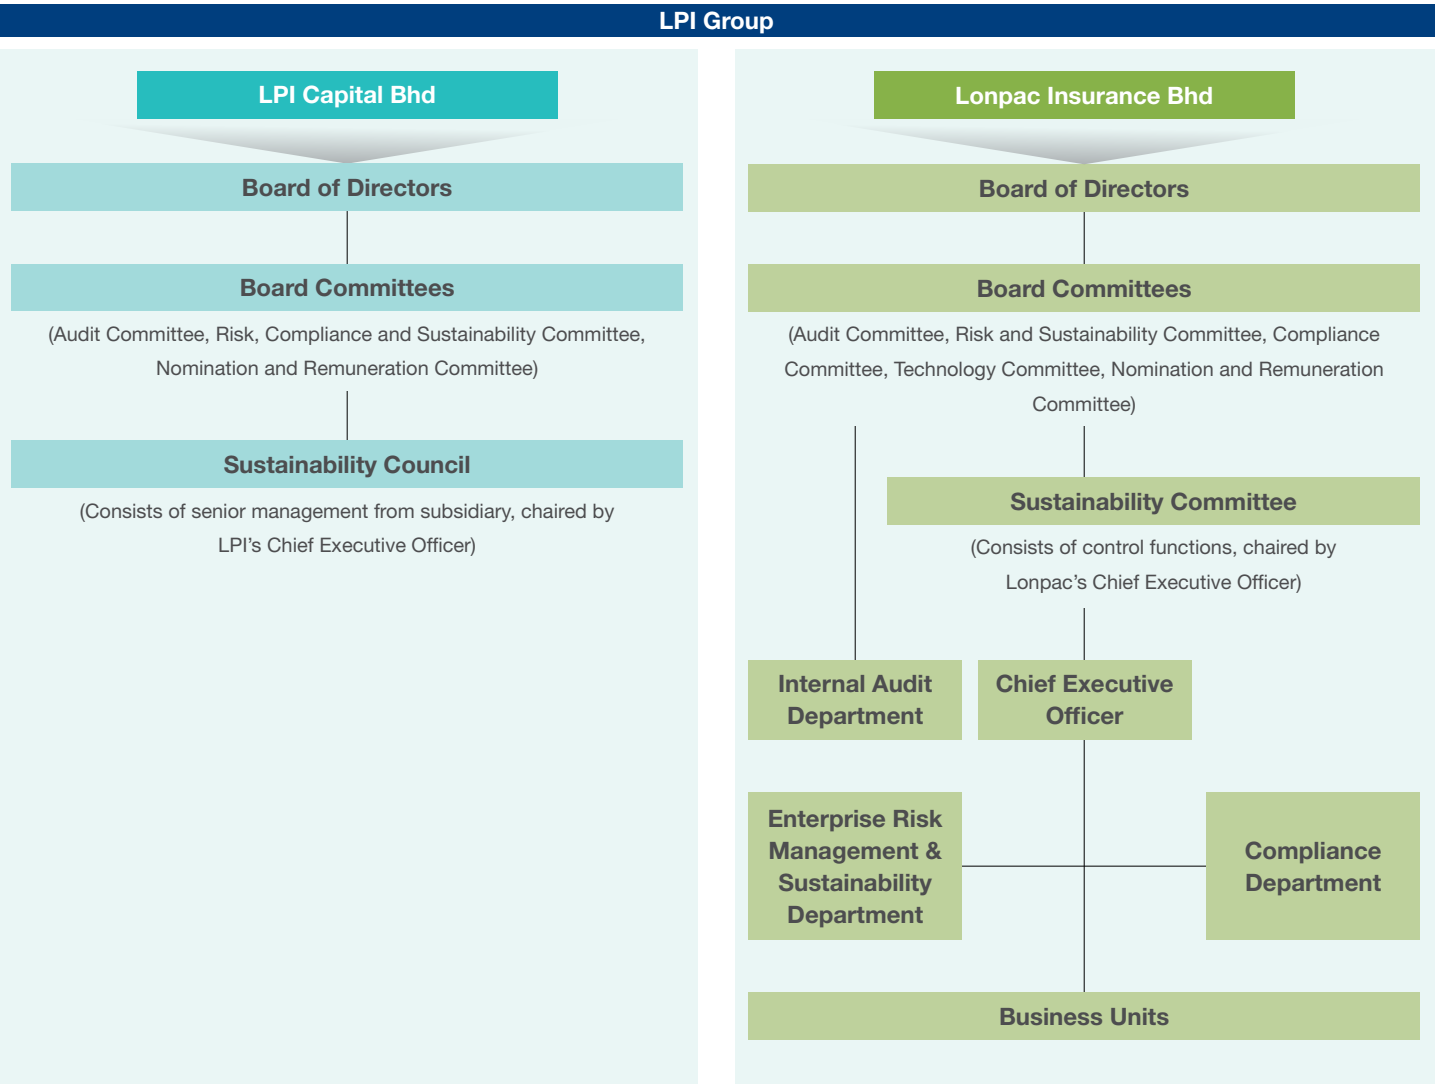 LPI Group
LPI Capital Bhd
Board of Directors
Board Committees
(Audit Committee, Risk, Compliance and Sustainability Committee,
Nomination and Remuneration Committee)
Sustainability Council
(Consists of senior management from subsidiary, chaired by
LPI’s Chief Executive Officer)
Lonpac Insurance Bhd
Board of Directors
Board Committees
(Audit Committee, Risk and Sustainability Committee, Compliance
Committee, Technology Committee, Nomination and Remuneration
Committee)
Sustainability Committee
(Consists of control functions, chaired by
Lonpac’s Chief Executive Officer)
Internal Audit
Department
Chief Executive
Officer
Enterprise Risk
Management &
Sustainability
Department
Compliance
Department
Business Units